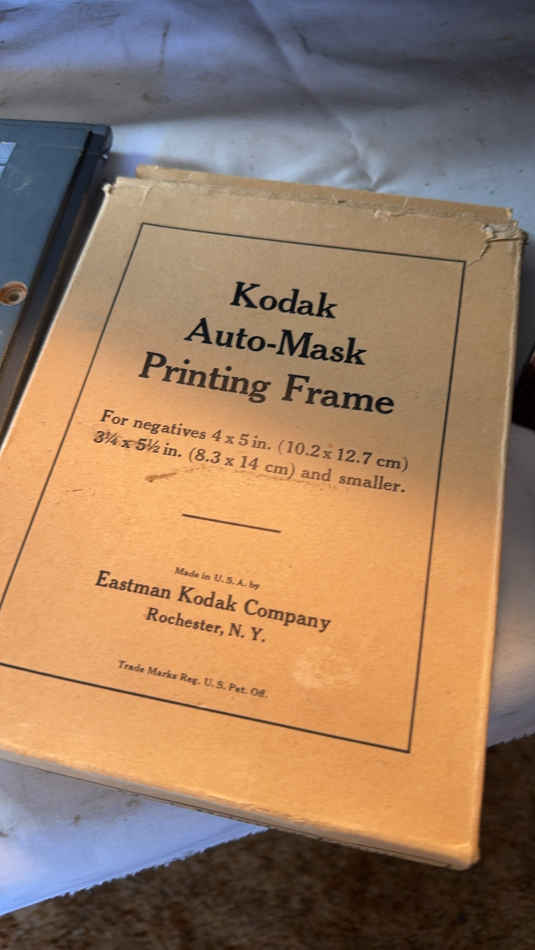 Kodak
Auto-Mask
Printing Frame
For negatives 4 x 5 in. (10.2 x 12.7 cm)
3¼ x 5½ in. (8.3 x 14 cm) and smaller.
Made in U. S. A. by
Eastman Kodak Company
Rochester, N. Y.
Trade Marks Reg. U. S. Pat. Off.